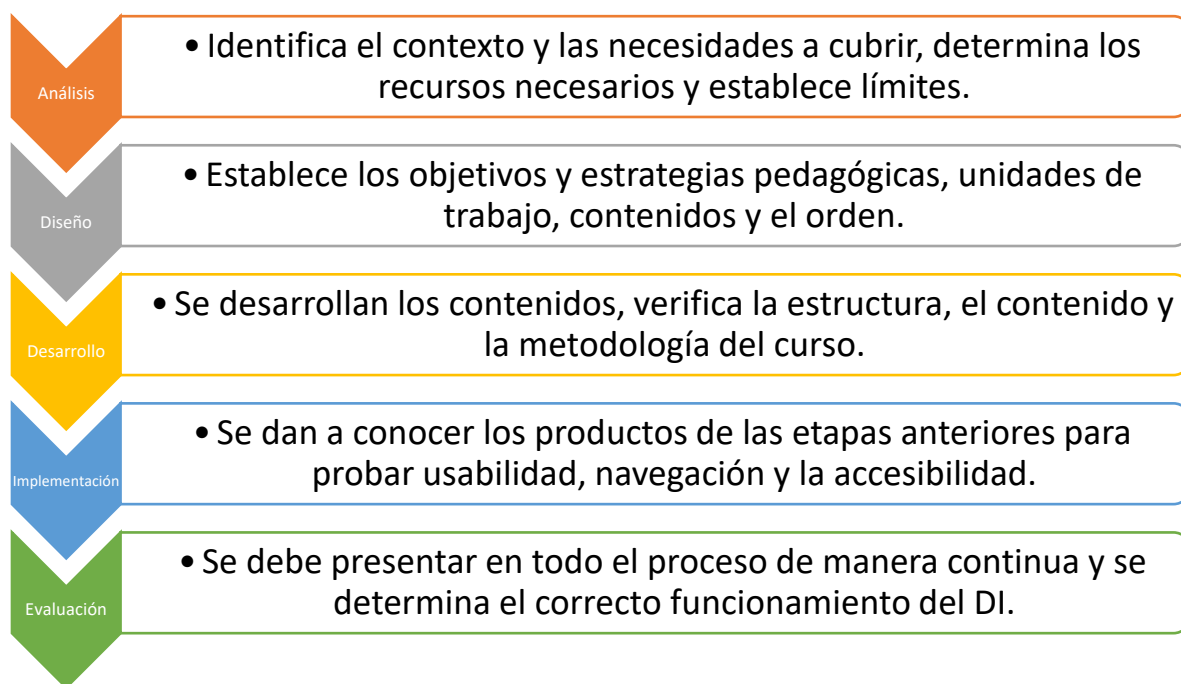 Análisis
• Identifica el contexto y las necesidades a cubrir, determina los
recursos necesarios y establece límites.
Diseño
• Establece los objetivos y estrategias pedagógicas, unidades de
trabajo, contenidos y el orden.
Desarrollo
• Se desarrollan los contenidos, verifica la estructura, el contenido y
la metodología del curso.
Implementación
• Se dan a conocer los productos de las etapas anteriores para
probar usabilidad, navegación y la accesibilidad.
Evaluación
• Se debe presentar en todo el proceso de manera continua y se
determina el correcto funcionamiento del DI.